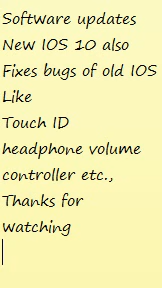 Software updates
New IOS 10 also
Fixes bugs of old IOS
Like
Touch ID
headphone volume
controller etc.,
Thanks for
Watching